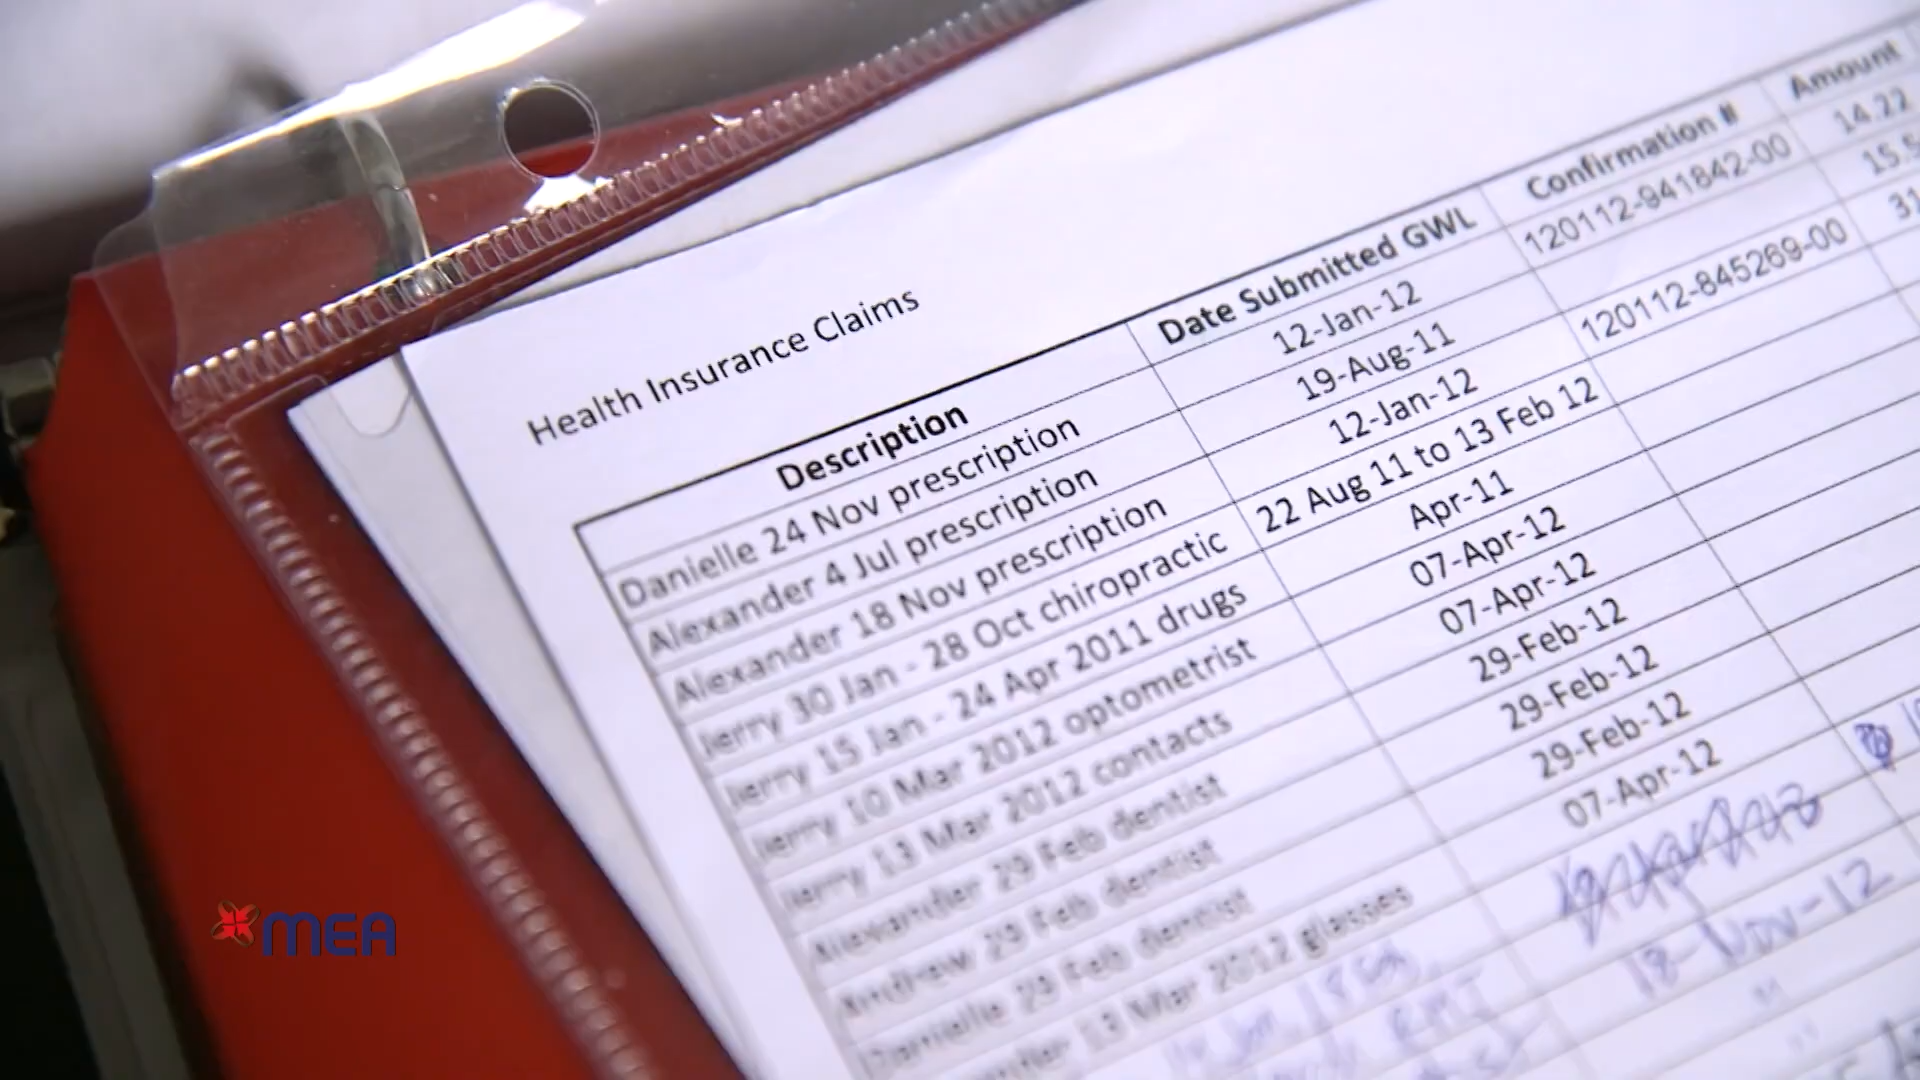 Health Insurance Claims
Description Date Submitted GWL Confirmation # Amount
Danielle 24 Nov prescription 12-Jan-12 120112-941842-00 14.22
Alexander 4 Jul prescription 19-Aug-11 15.5
Alexander 18 Nov prescription 12-Jan-12 120112-845269-00 31
Jerry 30 Jan - 28 Oct chiropractic 22 Aug 11 to 13 Feb 12
Jerry 15 Jan - 24 Apr 2011 drugs Apr-11
Jerry 10 Mar 2012 optometrist 07-Apr-12
Jerry 13 Mar 2012 contacts 07-Apr-12
Alexander 29 Feb dentist 29-Feb-12
Andrew 29 Feb dentist 29-Feb-12
Danielle 29 Feb dentist 29-Feb-12
13 Mar 2012 glasses 07-Apr-12
18-Nov-12
RMT
MEA